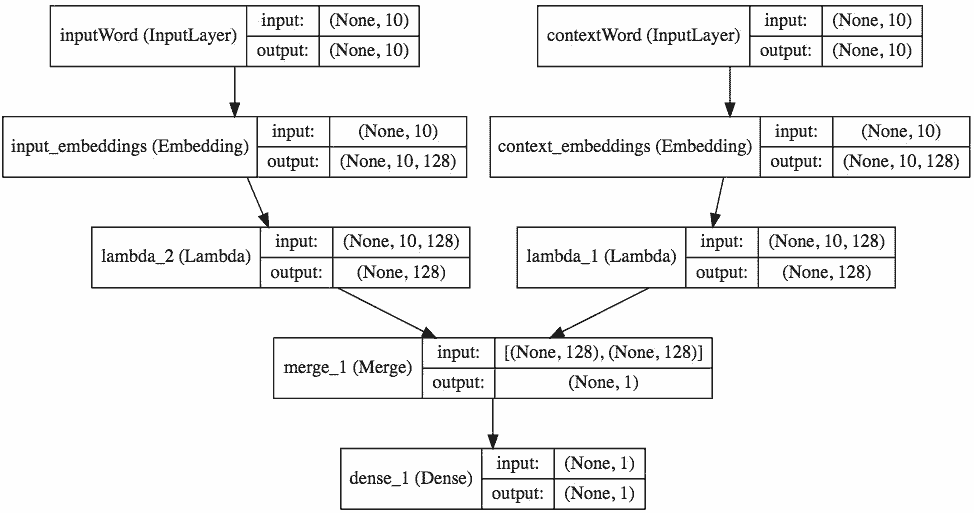 inputWord (InputLayer)
input:
(None, 10)
output:
(None, 10)
contextWord (InputLayer)
input:
(None, 10)
output:
(None, 10)
input_embeddings (Embedding)
input:
(None, 10)
output:
(None, 10, 128)
context_embeddings (Embedding)
input:
(None, 10)
output:
(None, 10, 128)
lambda_2 (Lambda)
input:
(None, 10, 128)
output:
(None, 128)
lambda_1 (Lambda)
input:
(None, 10, 128)
output:
(None, 128)
merge_1 (Merge)
input:
[(None, 128), (None, 128)]
output:
(None, 1)
dense_1 (Dense)
input:
(None, 1)
output:
(None, 1)